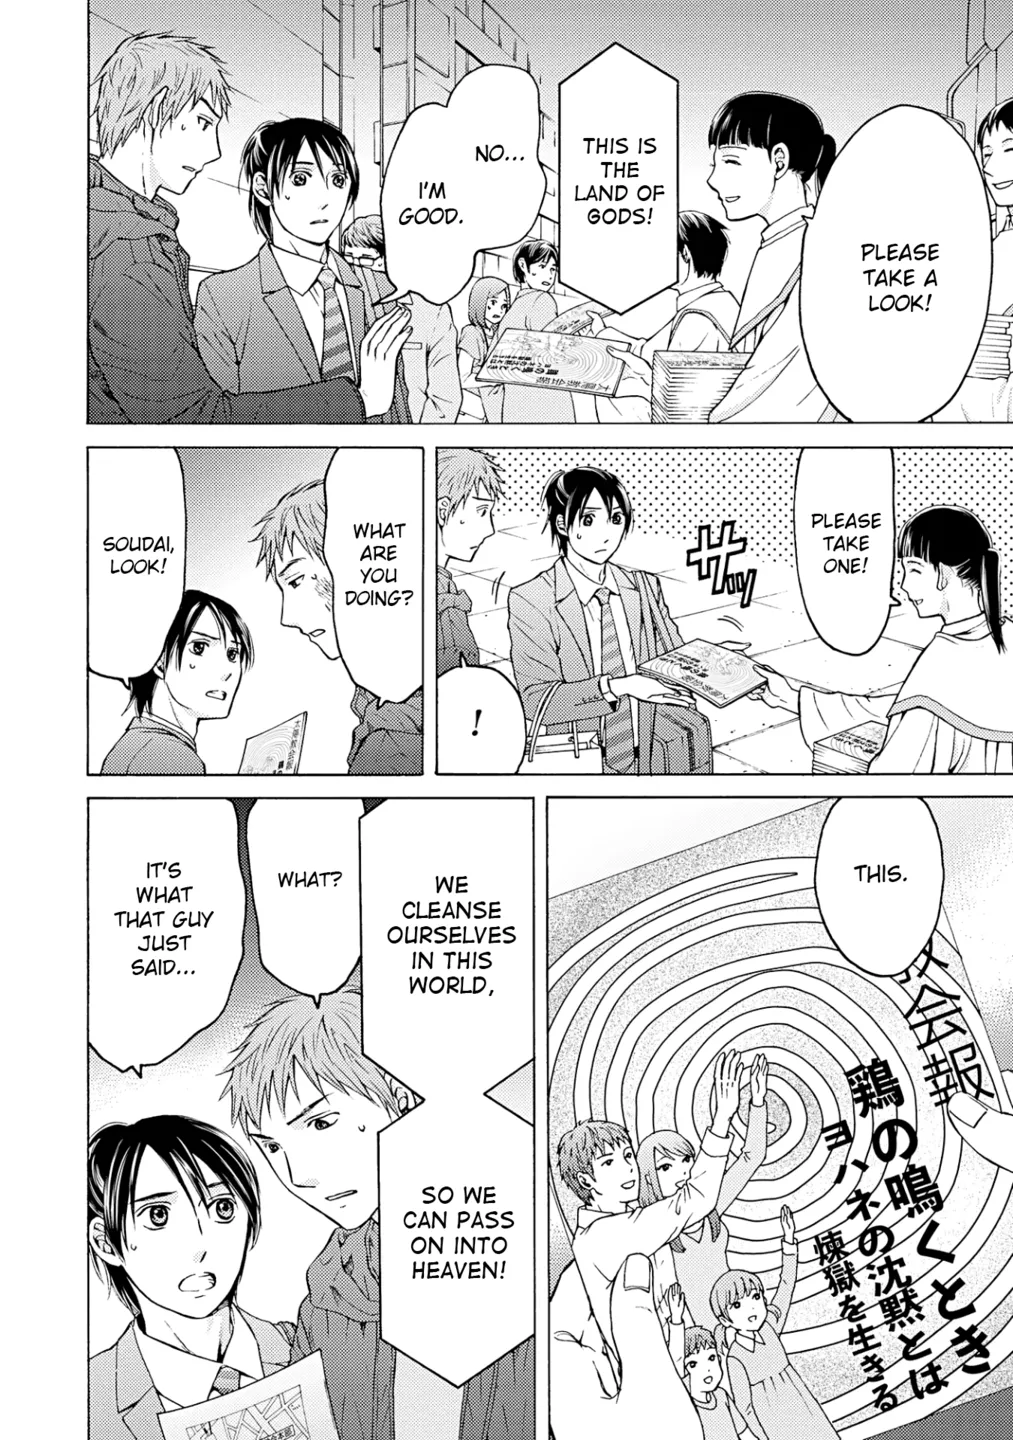 PLEASE
TAKE A
LOOK!
THIS IS
THE
LAND OF
GODS!
NO...
I'M
GOOD.
PLEASE
TAKE
ONE!
ザッ
!
WHAT
ARE
YOU
DOING?
SOUDAI,
LOOK!
THIS.
教会報
鶏の鳴くとき
ヨハネの沈黙とは
煉獄を生きる
WE
CLEANSE
OURSELVES
IN THIS
WORLD,
SO WE
CAN PASS
ON INTO
HEAVEN!
WHAT?
IT'S
WHAT
THAT GUY
JUST
SAID...